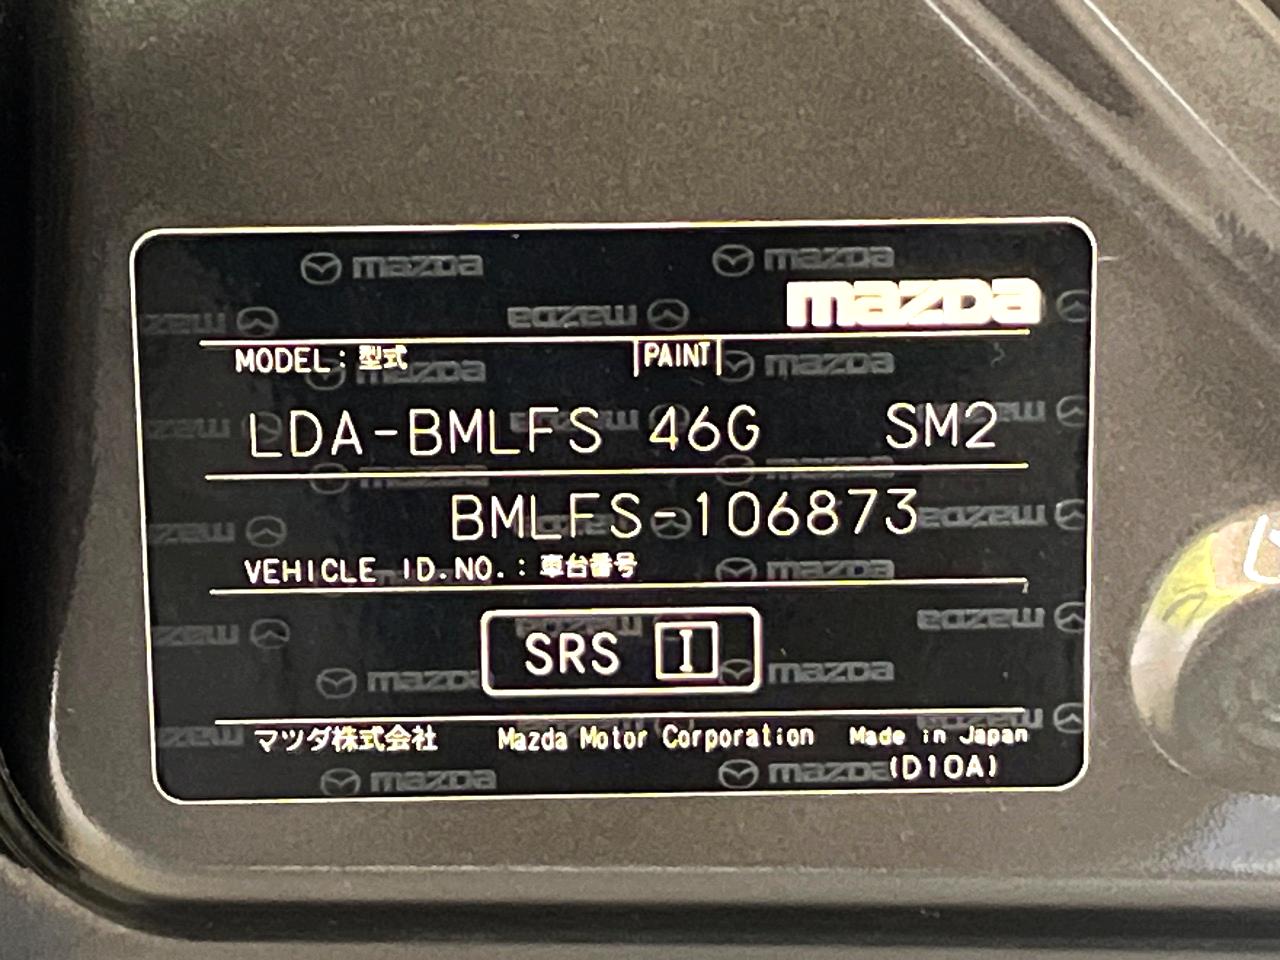 mazda
MODEL: 型式 PAINT
LDA-BMLFS 46G SM2
BMLFS-106873
VEHICLE ID.NO.: 車台番号
SRS I
マツダ株式会社 Mazda Motor Corporation Made in Japan
(D10A)